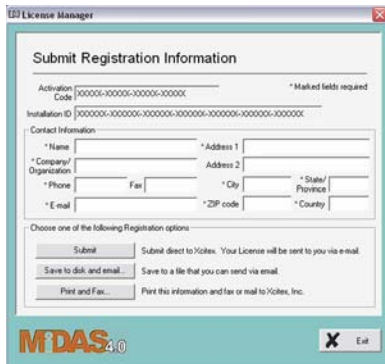 License Manager
Submit Registration Information
Activation Code XXXXX-XXXXX-XXXXX-XXXXX
* Marked fields required
Installation ID XXXXXX-XXXXXX-XXXXXX-XXXXXX-XXXXXX-XXXXXX-XXXXXX
Contact Information
* Name * Address 1
* Company/ Organization Address 2
* Phone Fax * City * State/ Province
* E-mail * ZIP code * Country
Choose one of the following Registration options
Submit Submit direct to Xcitex. Your License will be sent to you via e-mail.
Save to disk and email... Save to a file that you can send via email.
Print and Fax... Print this information and fax or mail to Xcitex, Inc.
MiDAS 4.0
Exit